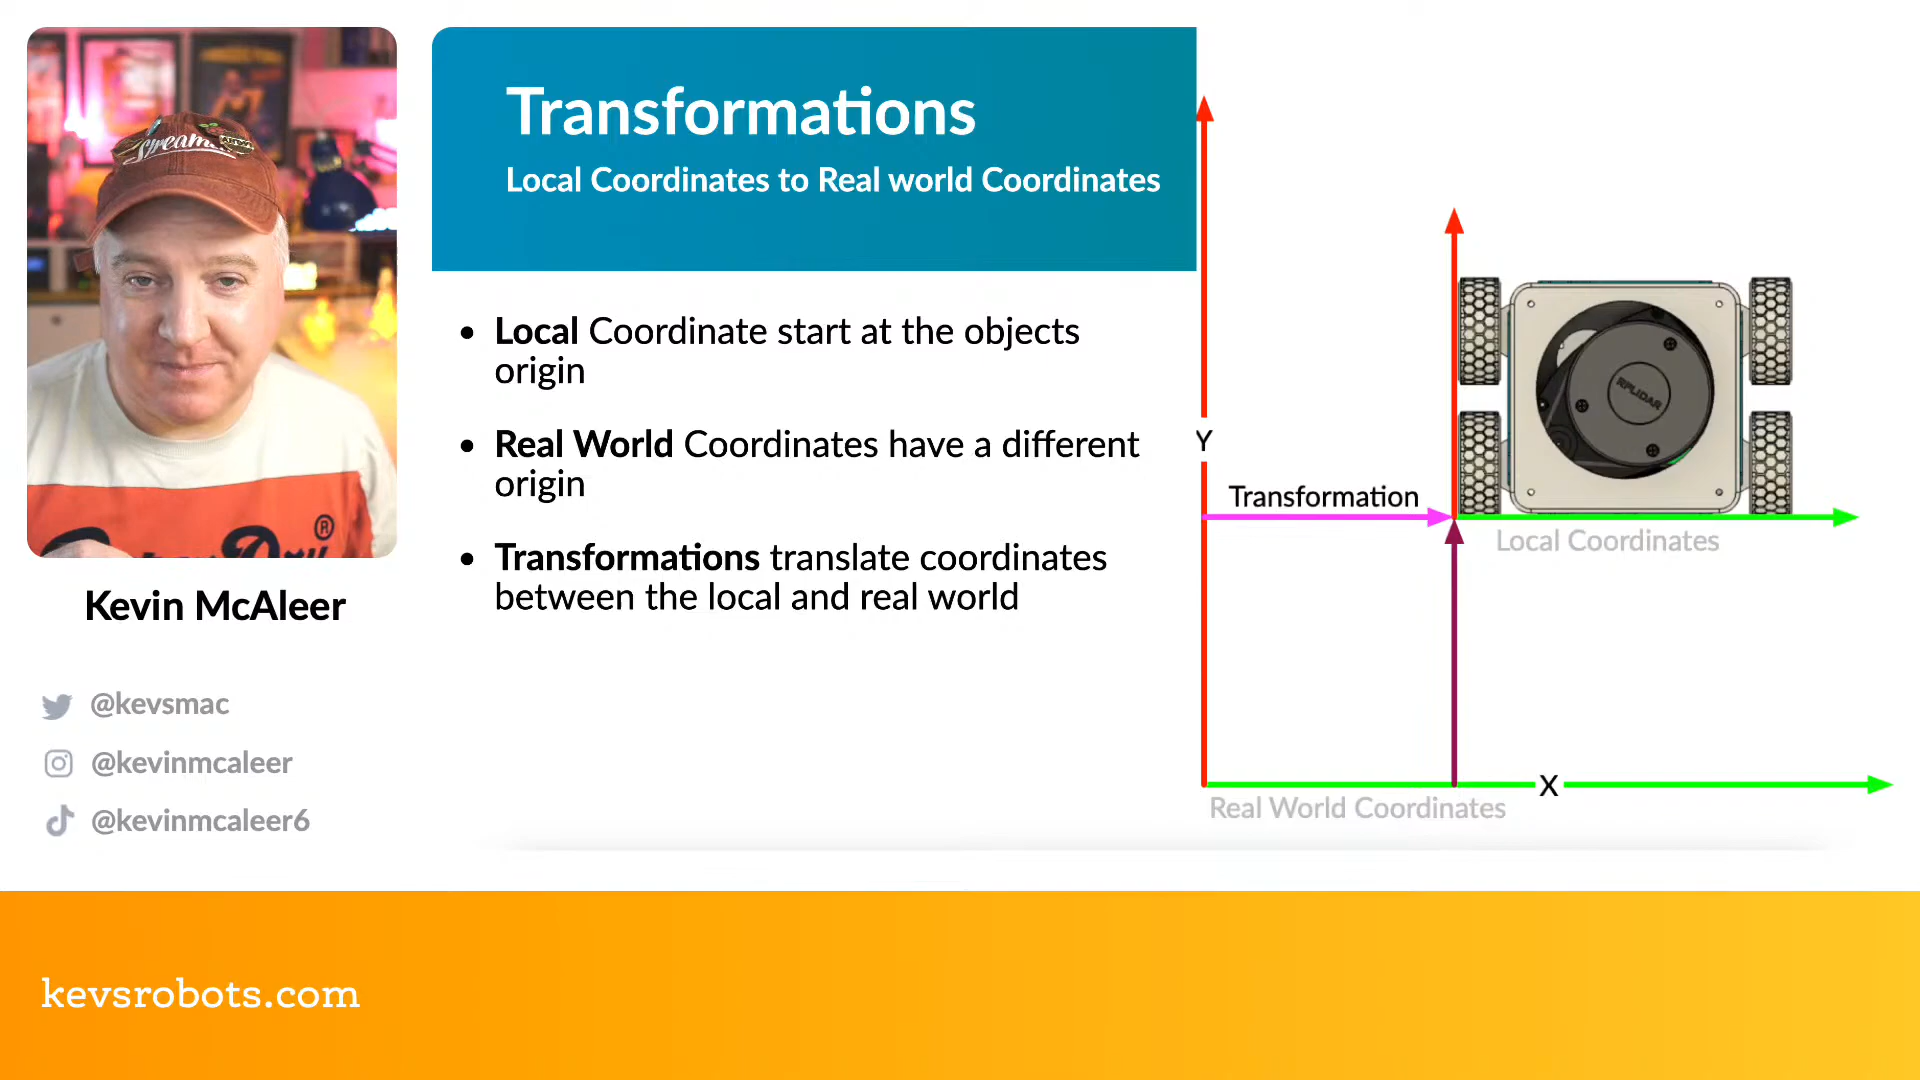 Transformations
Local Coordinates to Real world Coordinates
Local Coordinate start at the objects
origin
Real World Coordinates have a different
origin
Transformations translate coordinates
between the local and real world
Y
Transformation
RPLIDAR
Local Coordinates
X
Real World Coordinates
Kevin McAleer
@kevsmac
@kevinmcaleer
@kevinmcaleer6
kevsrobots.com